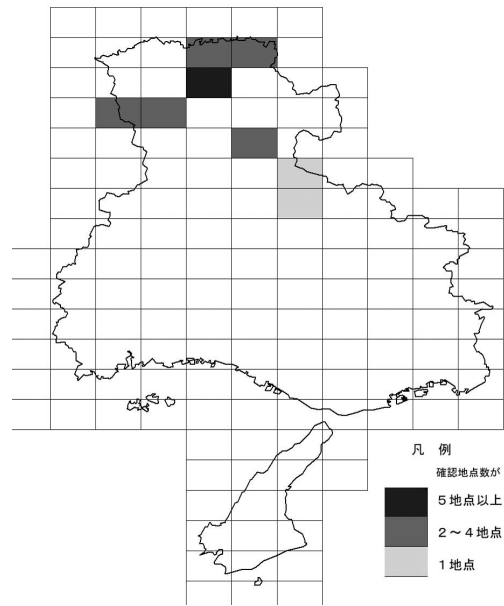 凡 例
確認地点数が
5地点以上
2～4地点
1地点